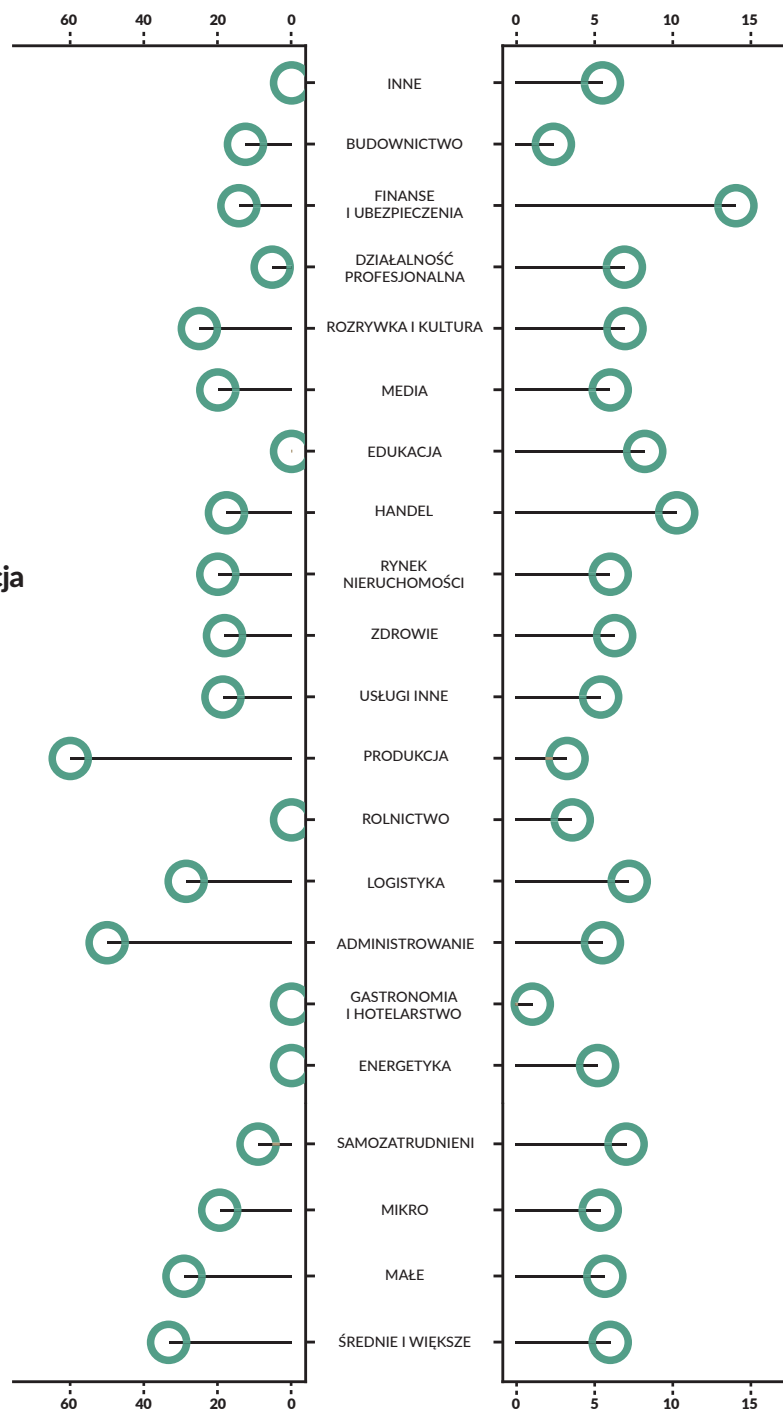 60 40 20 0 0 5 10 15
INNE
BUDOWNICTWO
FINANSE
I UBEZPIECZENIA
DZIAŁALNOŚĆ
PROFESJONALNA
ROZRYWKA I KULTURA
MEDIA
EDUKACJA
HANDEL
cja
RYNEK
NIERUCHOMOŚCI
ZDROWIE
USŁUGI INNE
PRODUKCJA
ROLNICTWO
LOGISTYKA
ADMINISTROWANIE
GASTRONOMIA
I HOTELARSTWO
ENERGETYKA
SAMOZATRUDNIENI
MIKRO
MAŁE
ŚREDNIE I WIĘKSZE
60 40 20 0 0 5 10 15